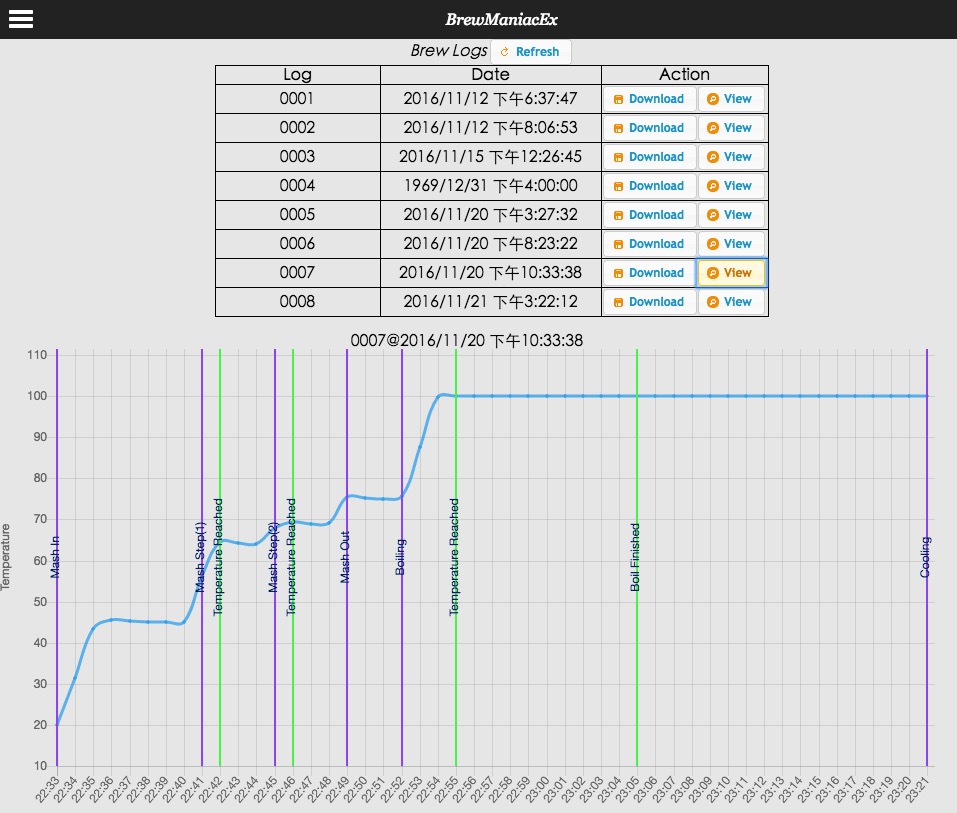 BrewManiacEx
Brew Logs Refresh
Log Date Action
0001 2016/11/12 下午6:37:47 Download View
0002 2016/11/12 下午8:06:53 Download View
0003 2016/11/15 下午12:26:45 Download View
0004 1969/12/31 下午4:00:00 Download View
0005 2016/11/20 下午3:27:32 Download View
0006 2016/11/20 下午8:23:22 Download View
0007 2016/11/20 下午10:33:38 Download View
0008 2016/11/21 下午3:22:12 Download View
0007@2016/11/20 下午10:33:38
110
100
90
80
70
60
50
40
30
20
10
Temperature
Mash In
Mash Step(1)
Temperature Reached
Mash Step(2)
Temperature Reached
Mash Out
Boiling
Temperature Reached
Boil Finished
Cooling
22:33 22:34 22:35 22:36 22:37 22:38 22:39 22:40 22:41 22:42 22:43 22:44 22:45 22:46 22:47 22:48 22:49 22:50 22:51 22:52 22:53 22:54 22:55 22:56 22:57 22:58 22:59 23:00 23:01 23:02 23:03 23:04 23:05 23:06 23:07 23:08 23:09 23:10 23:11 23:12 23:13 23:14 23:15 23:16 23:17 23:18 23:19 23:20 23:21